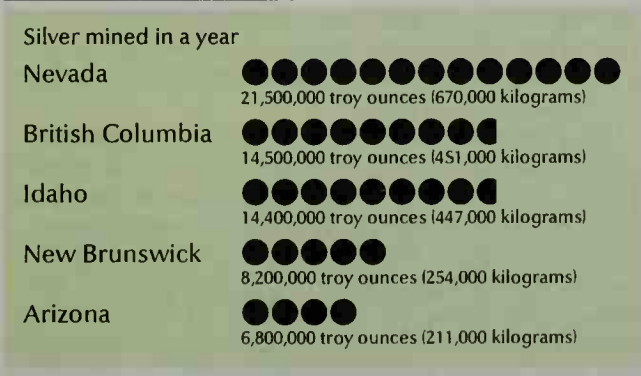 Silver mined in a year
Nevada
21,500,000 troy ounces (670,000 kilograms)
British Columbia
14,500,000 troy ounces (451,000 kilograms)
Idaho
14,400,000 troy ounces (447,000 kilograms)
New Brunswick
8,200,000 troy ounces (254,000 kilograms)
Arizona
6,800,000 troy ounces (211,000 kilograms)